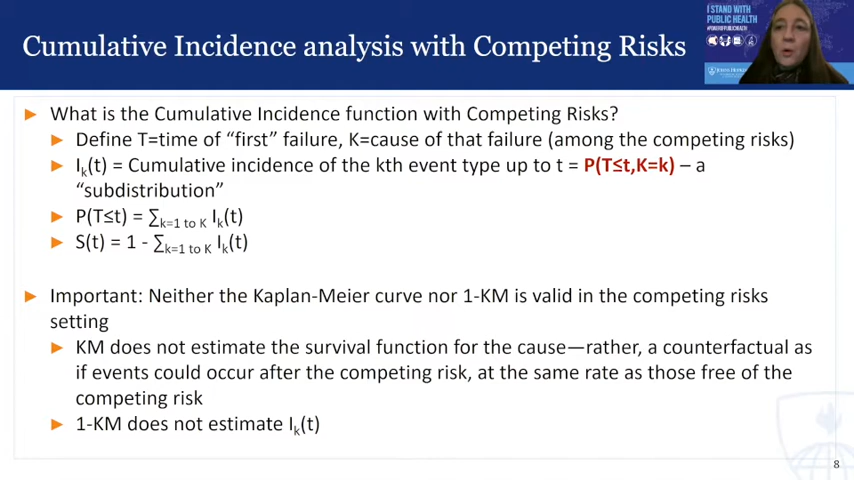 Cumulative Incidence analysis with Competing Risks
I STAND WITH
PUBLIC HEALTH
What is the Cumulative Incidence function with Competing Risks?
Define T=time of “first” failure, K=cause of that failure (among the competing risks)
Ik(t) = Cumulative incidence of the kth event type up to t = P(T≤t,K=k) – a
“subdistribution”
P(T≤t) = ∑k=1 to K Ik(t)
S(t) = 1 - ∑k=1 to K Ik(t)
Important: Neither the Kaplan-Meier curve nor 1-KM is valid in the competing risks
setting
KM does not estimate the survival function for the cause—rather, a counterfactual as
if events could occur after the competing risk, at the same rate as those free of the
competing risk
1-KM does not estimate Ik(t)
8